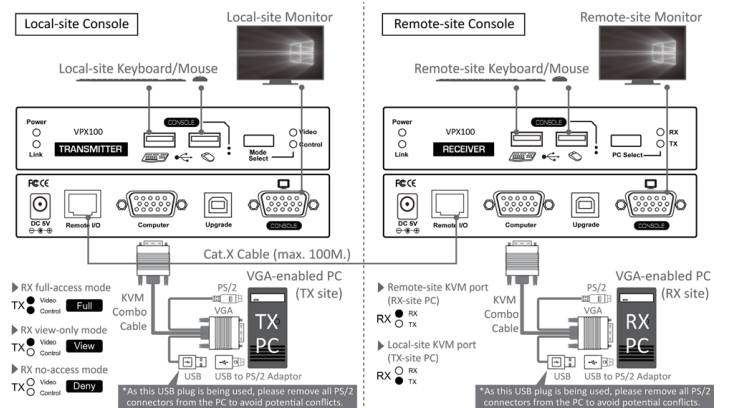 Local-site Console
Local-site Monitor
Local-site Keyboard/Mouse
Power
Link
VPX100
TRANSMITTER
CONSOLE
Mode
Select
Video
Control
FC CE
DC 5V
Remote I/O
Computer
Upgrade
CONSOLE
Remote-site Console
Remote-site Monitor
Remote-site Keyboard/Mouse
Power
Link
VPX100
RECEIVER
CONSOLE
PC Select
RX
TX
FC CE
DC 5V
Remote I/O
Computer
Upgrade
CONSOLE
Cat.X Cable (max. 100M.)
RX full-access mode
TX Video
Control
Full
RX view-only mode
TX Video
Control
View
RX no-access mode
TX Video
Control
Deny
KVM
Combo
Cable
PS/2
VGA
USB
USB to PS/2 Adaptor
VGA-enabled PC
(TX site)
TX
PC
*As this USB plug is being used, please remove all PS/2
connectors from the PC to avoid potential conflicts.
Remote-site KVM port
(RX-site PC)
RX RX
TX
Local-site KVM port
(TX-site PC)
RX RX
TX
KVM
Combo
Cable
PS/2
VGA
USB
USB to PS/2 Adaptor
VGA-enabled PC
(RX site)
RX
PC
*As this USB plug is being used, please remove all PS/2
connectors from the PC to avoid potential conflicts.